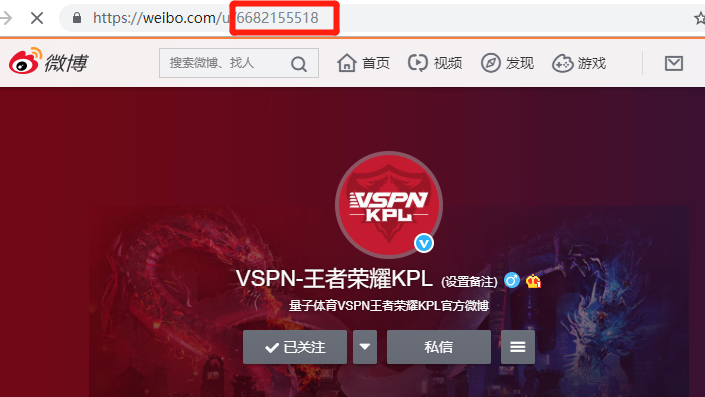 https://weibo.com/u/6682155518
微博
搜索微博、找人
首页
视频
发现
游戏
VSPN
KPL
V
VSPN-王者荣耀KPL (设置备注)
量子体育VSPN王者荣耀KPL官方微博
已关注
私信